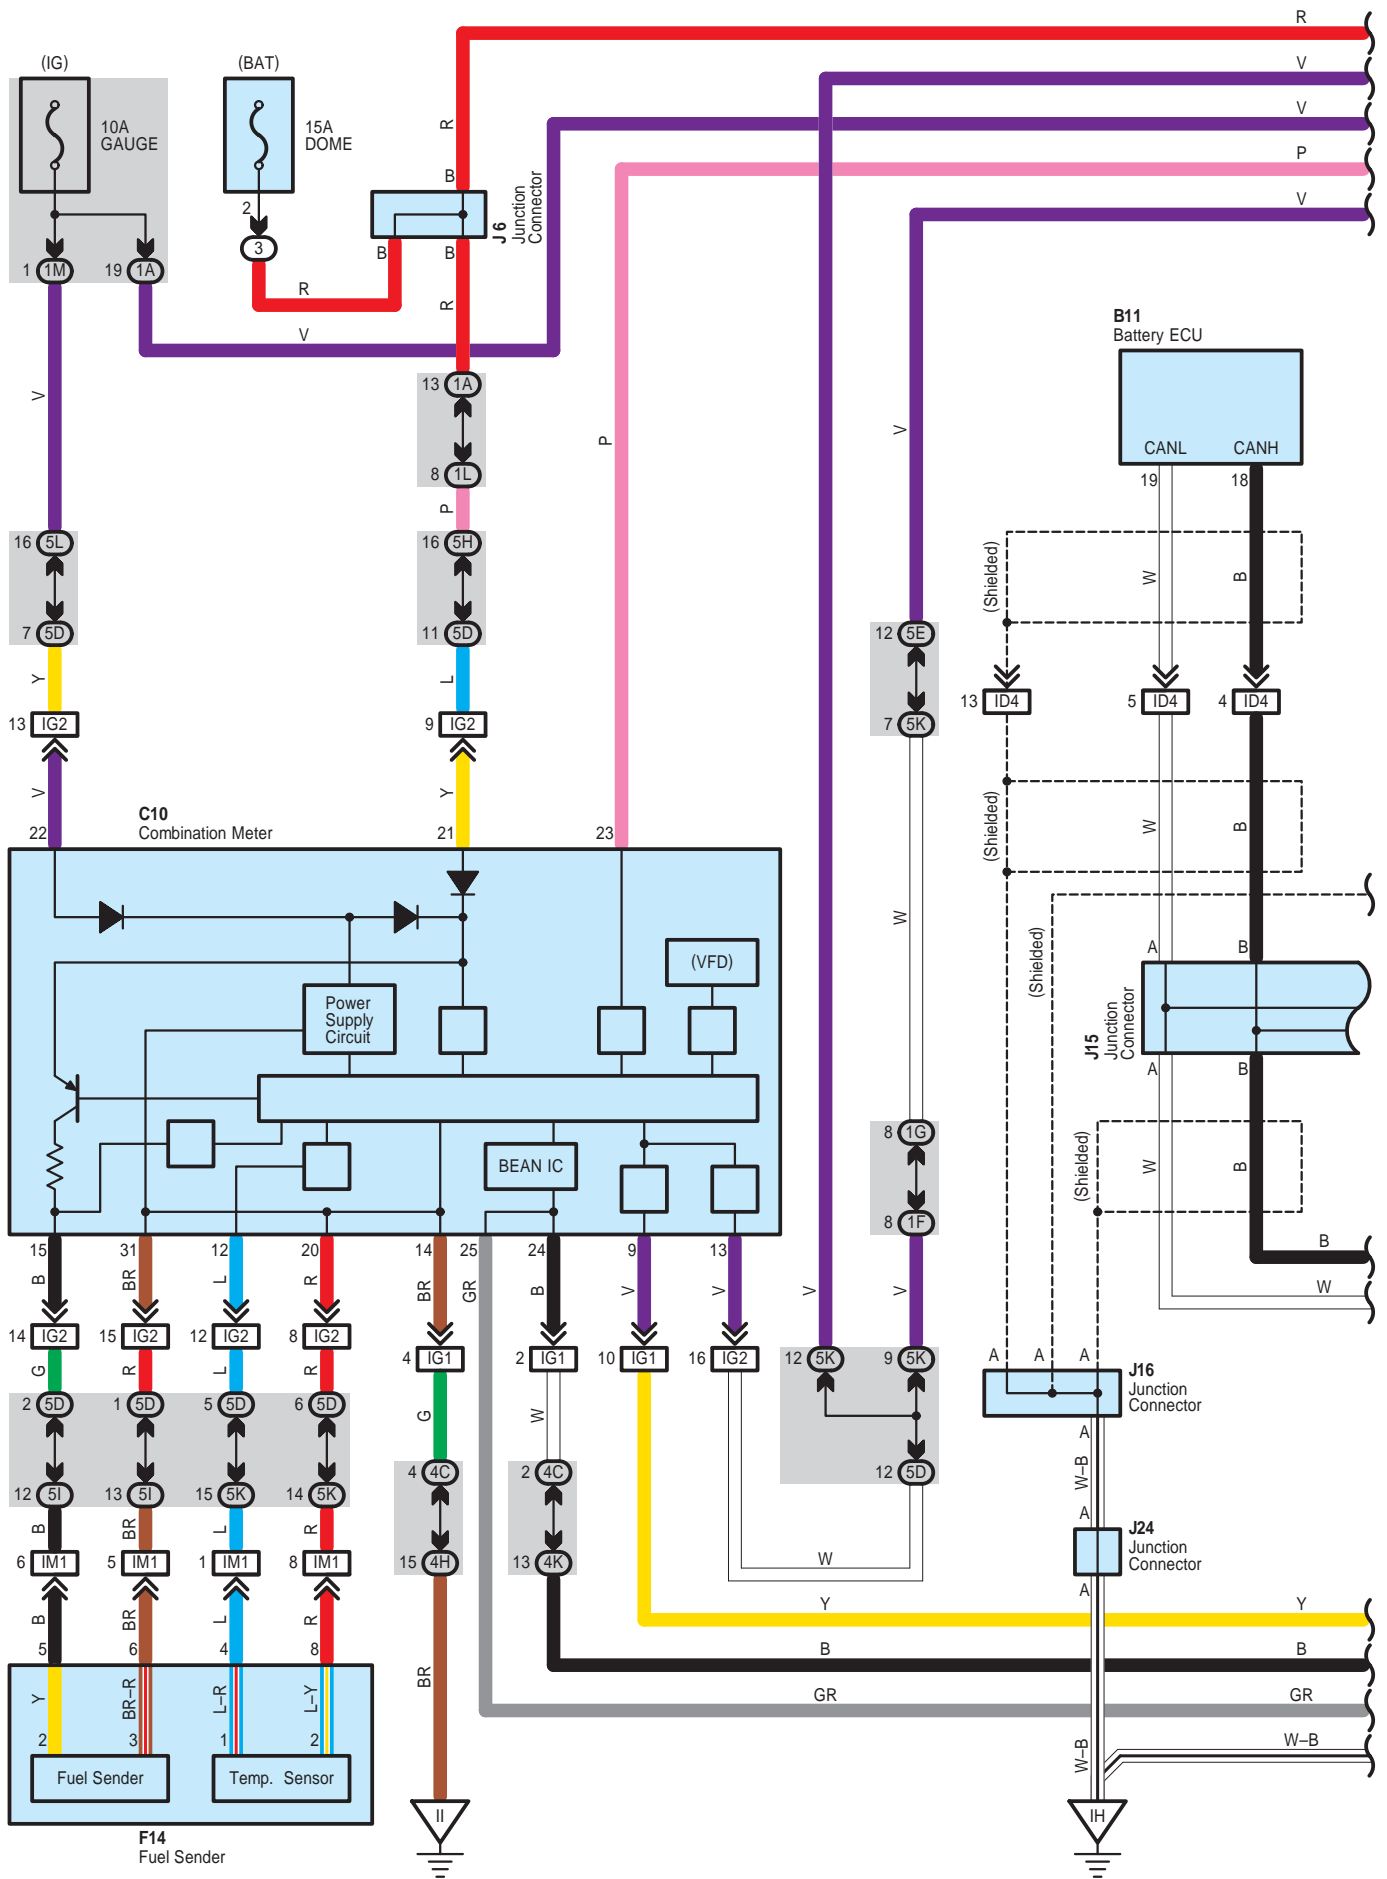 R
(IG)
(BAT)
V
10A
GAUGE
15A
DOME
V
R
P
B
2
V
3
J 6
Junction
Connector
B
B
1
1M
19
1A
R
R
V
B11
Battery ECU
13
1A
V
P
V
CANL
CANH
8
1L
19
18
P
16
5L
16
5H
(Shielded)
W
B
7
5D
11
5D
12
5E
Y
L
13
ID4
5
ID4
4
ID4
13
IG2
9
IG2
7
5K
V
Y
C10
Combination Meter
22
21
23
(Shielded)
W
B
W
A
B
(VFD)
(Shielded)
Power
Supply
Circuit
J15
Junction
Connector
A
B
8
1G
BEAN IC
(Shielded)
W
B
8
1F
15
31
12
20
14
25
24
9
13
B
B
BR
L
R
BR
GR
B
V
V
V
V
W
14
IG2
15
IG2
12
IG2
8
IG2
4
IG1
2
IG1
10
IG1
16
IG2
12
5K
9
5K
A
A
A
G
R
L
R
J16
Junction
Connector
2
5D
1
5D
5
5D
6
5D
G
W
A
4
4C
2
4C
12
5D
W–B
12
5I
13
5I
15
5K
14
5K
A
B
BR
L
R
J24
Junction
Connector
6
IM1
5
IM1
1
IM1
8
IM1
15
4H
13
4K
W
A
B
BR
L
R
Y
Y
5
6
4
8
B
B
BR
Y
BR–R
L–R
L–Y
GR
GR
2
3
1
2
W–B
W–B
Fuel Sender
Temp. Sensor
II
IH
F14
Fuel Sender